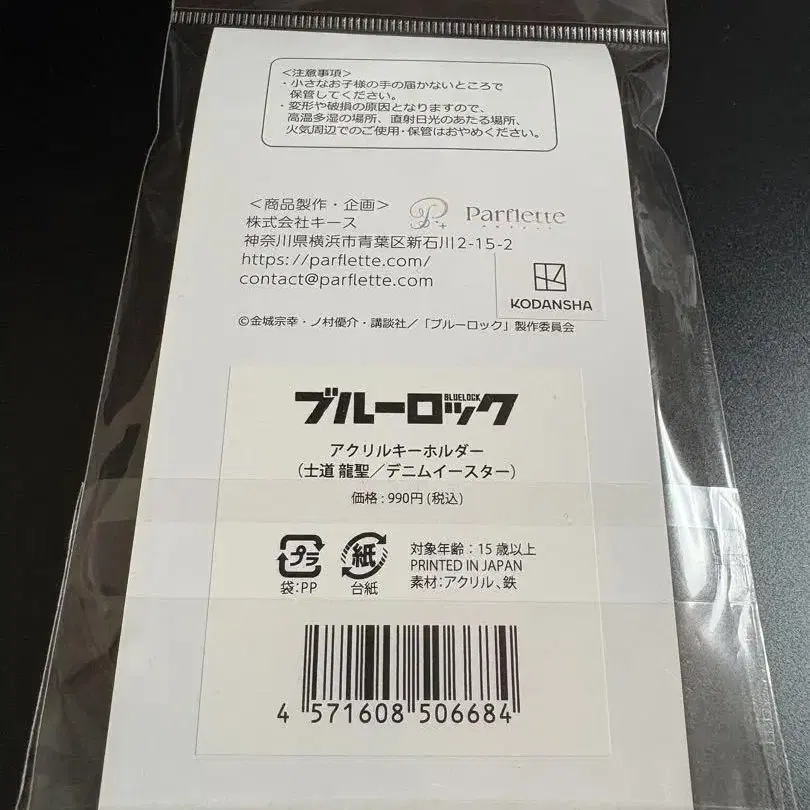 <注意事項>
・小さなお子様の手の届かないところで
保管してください。
・変形や破損の原因となりますので、
高温多湿の場所、直射日光のあたる場所、
火気周辺でのご使用・保管はおやめください。
<商品製作・企画>
株式会社キース
Parflette
神奈川県横浜市青葉区新石川2-15-2
https://parflette.com/
contact@parflette.com
KODANSHA
©金城宗幸・ノ村優介・講談社/「ブルーロック」製作委員会
ブルーロック
BLUELOCK
アクリルキーホルダー
(士道 龍聖/デニムイースター)
価格:990円(税込)
プラ
袋:PP
紙
台紙
対象年齢:15歳以上
PRINTED IN JAPAN
素材:アクリル、鉄
4 571608 506684